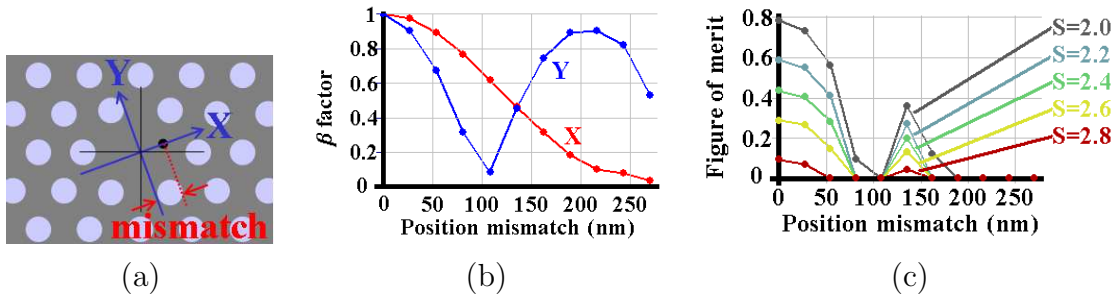 Y
X
mismatch
(a)
β factor
1
0.8
0.6
0.4
0.2
0
Y
X
0 50 100 150 200 250
Position mismatch (nm)
(b)
Figure of merit
0.8
0.6
0.4
0.2
0
S=2.0
S=2.2
S=2.4
S=2.6
S=2.8
0 50 100 150 200 250
Position mismatch (nm)
(c)